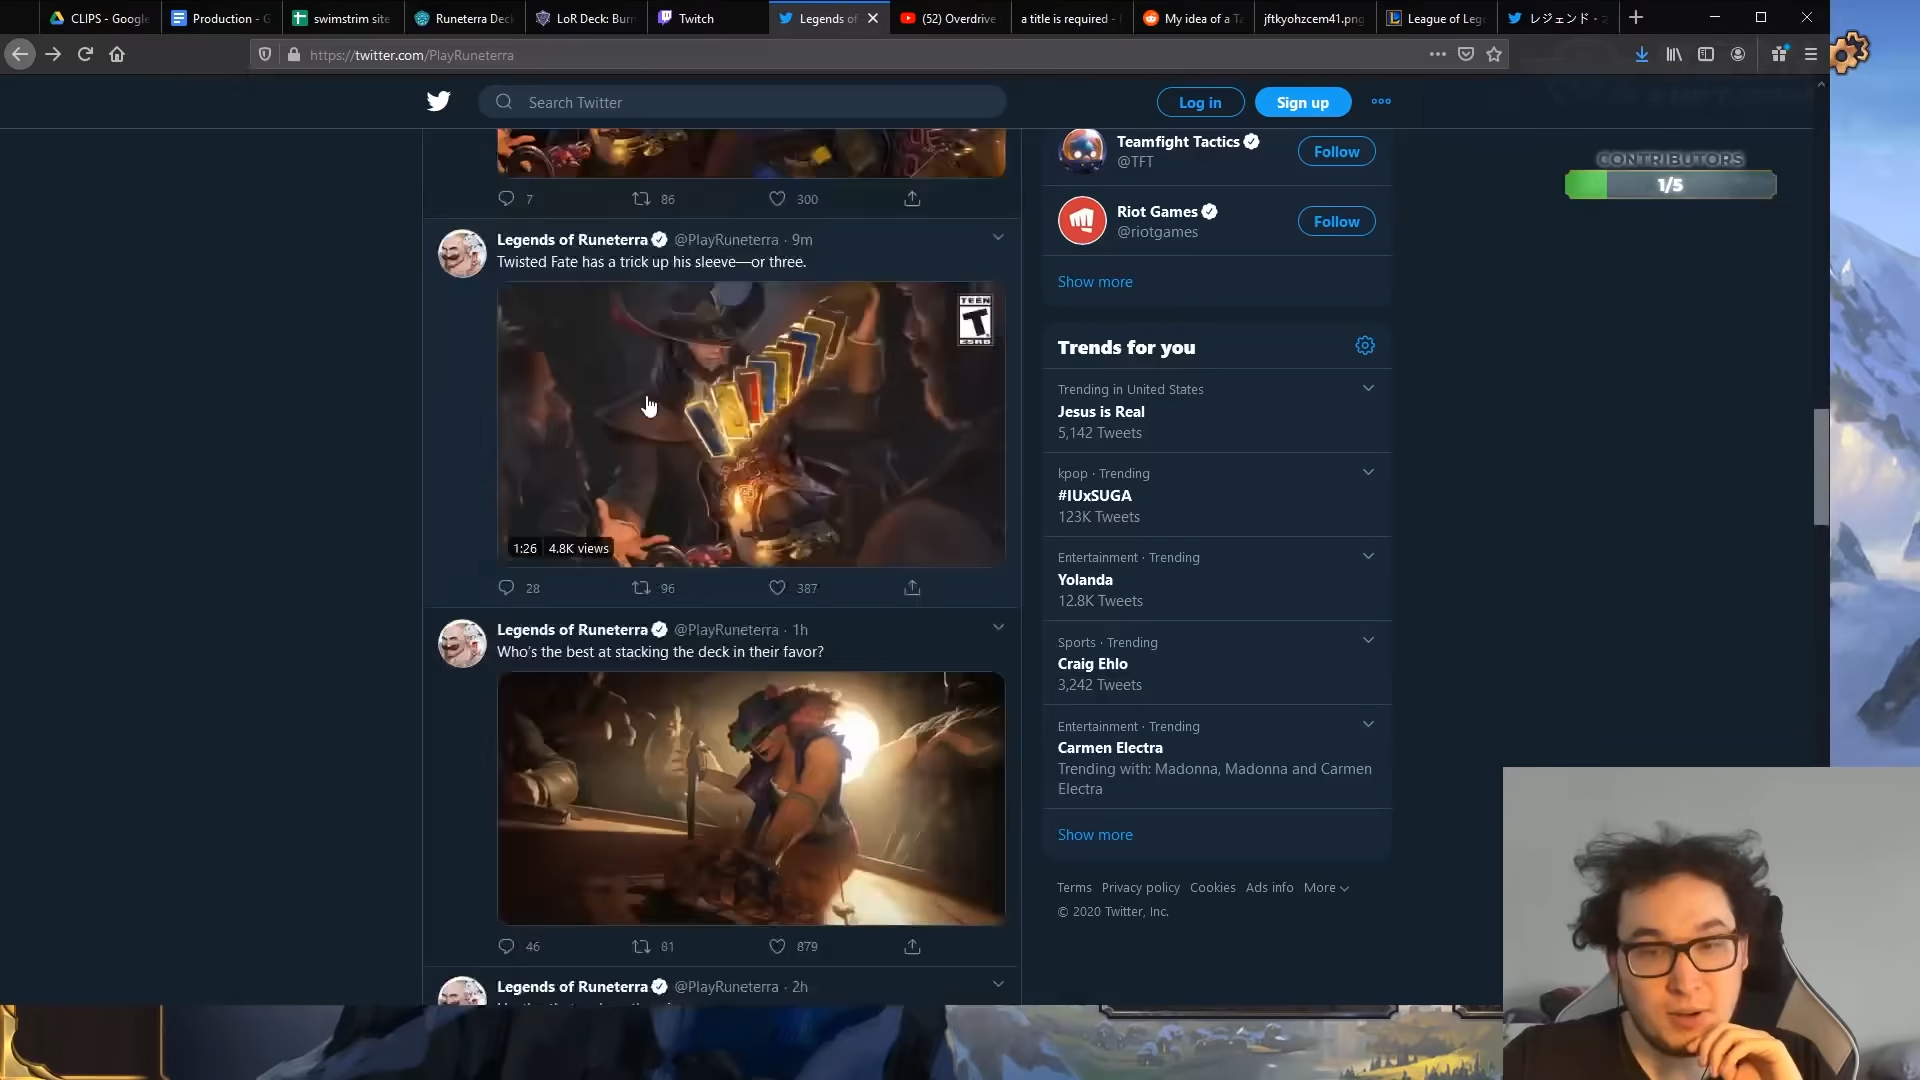 CLIPS - Google
Production - G
swimstrim site
Runeterra Dec
LoR Deck: Burn
Twitch
Legends of
(52) Overdrive
a title is required -
My idea of a Ta
jftkyohzcem41.png
League of Leg
レジェンド -
https://twitter.com/PlayRuneterra
Search Twitter
Log in
Sign up
7 86 300
Legends of Runeterra @PlayRuneterra · 9m
Twisted Fate has a trick up his sleeve—or three.
TEEN
T
ESRB
1:26 4.8K views
28 96 387
Legends of Runeterra @PlayRuneterra · 1h
Who's the best at stacking the deck in their favor?
46 81 879
Legends of Runeterra @PlayRuneterra · 2h
Teamfight Tactics
@TFT
Follow
Riot Games
@riotgames
Follow
Show more
Trends for you
Trending in United States
Jesus is Real
5,142 Tweets
kpop · Trending
#IUxSUGA
123K Tweets
Entertainment · Trending
Yolanda
12.8K Tweets
Sports · Trending
Craig Ehlo
3,242 Tweets
Entertainment · Trending
Carmen Electra
Trending with: Madonna, Madonna and Carmen
Electra
Show more
Terms Privacy policy Cookies Ads info More
© 2020 Twitter, Inc.
CONTRIBUTORS
1/5